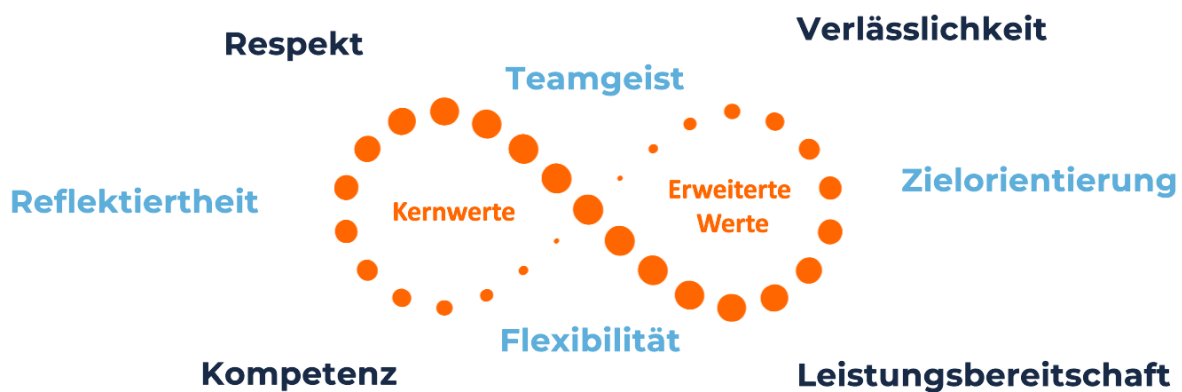 Respekt
Verlässlichkeit
Teamgeist
Reflektiertheit
Kernwerte
Erweiterte
Werte
Zielorientierung
Flexibilität
Kompetenz
Leistungsbereitschaft